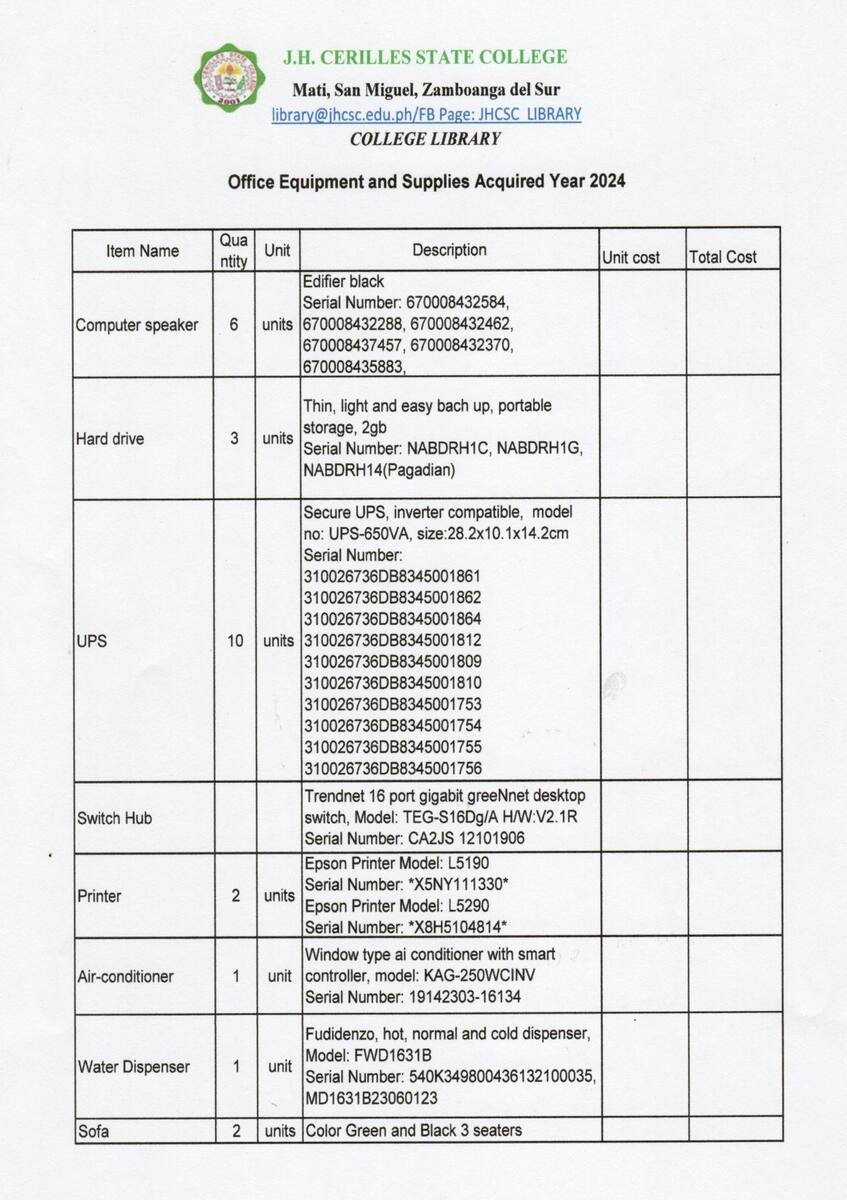 J.H. CERILLES STATE COLLEGE
Mati, San Miguel, Zamboanga del Sur
library@jhcsc.edu.ph/FB Page: JHCSC LIBRARY
COLLEGE LIBRARY
J.H. CERILLES STATE COLLEGE
2001
Office Equipment and Supplies Acquired Year 2024
Item Name
Qua
ntity
Unit
Description
Unit cost
Total Cost
Computer speaker
6
units
Edifier black
Serial Number: 670008432584,
670008432288, 670008432462,
670008437457, 670008432370,
670008435883,
Hard drive
3
units
Thin, light and easy bach up, portable
storage, 2gb
Serial Number: NABDRH1C, NABDRH1G,
NABDRH14(Pagadian)
UPS
10
units
Secure UPS, inverter compatible, model
no: UPS-650VA, size:28.2x10.1x14.2cm
Serial Number:
310026736DB8345001861
310026736DB8345001862
310026736DB8345001864
310026736DB8345001812
310026736DB8345001809
310026736DB8345001810
310026736DB8345001753
310026736DB8345001754
310026736DB8345001755
310026736DB8345001756
Switch Hub
Trendnet 16 port gigabit greeNnet desktop
switch, Model: TEG-S16Dg/A H/W:V2.1R
Serial Number: CA2JS 12101906
Printer
2
units
Epson Printer Model: L5190
Serial Number: *X5NY111330*
Epson Printer Model: L5290
Serial Number: *X8H5104814*
Air-conditioner
1
unit
Window type ai conditioner with smart
controller, model: KAG-250WCINV
Serial Number: 19142303-16134
Water Dispenser
1
unit
Fudidenzo, hot, normal and cold dispenser,
Model: FWD1631B
Serial Number: 540K349800436132100035,
MD1631B23060123
Sofa
2
units
Color Green and Black 3 seaters